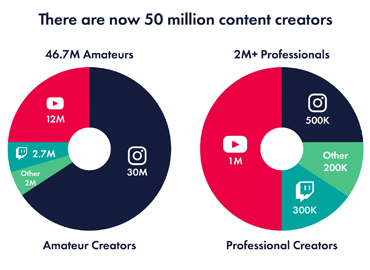 There are now 50 million content creators
46.7M Amateurs
12M
2.7M
Other
2M
30M
Amateur Creators
2M+ Professionals
500K
1M
Other
200K
300K
Professional Creators